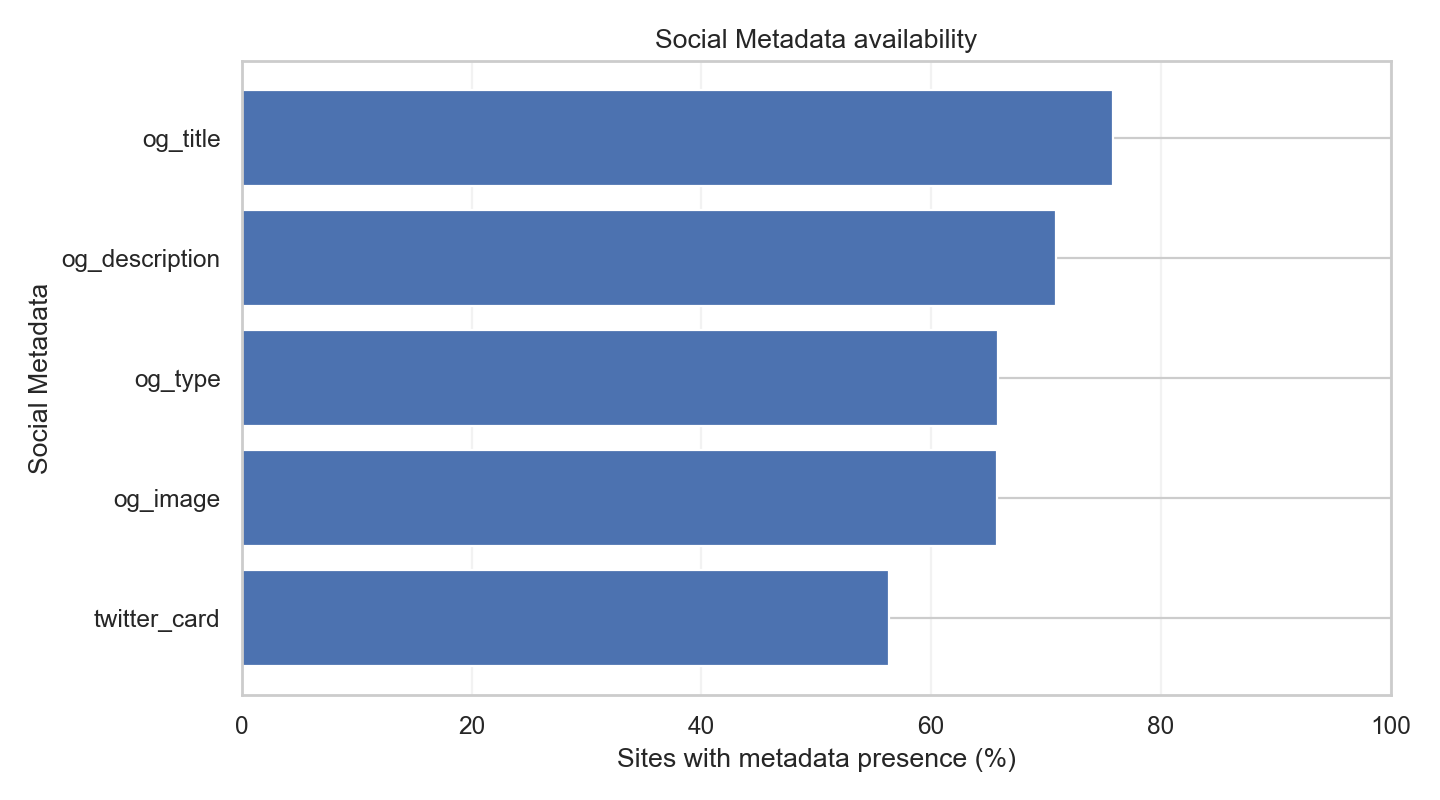 Social Metadata availability
Social Metadata
og_title
og_description
og_type
og_image
twitter_card
0 20 40 60 80 100
Sites with metadata presence (%)